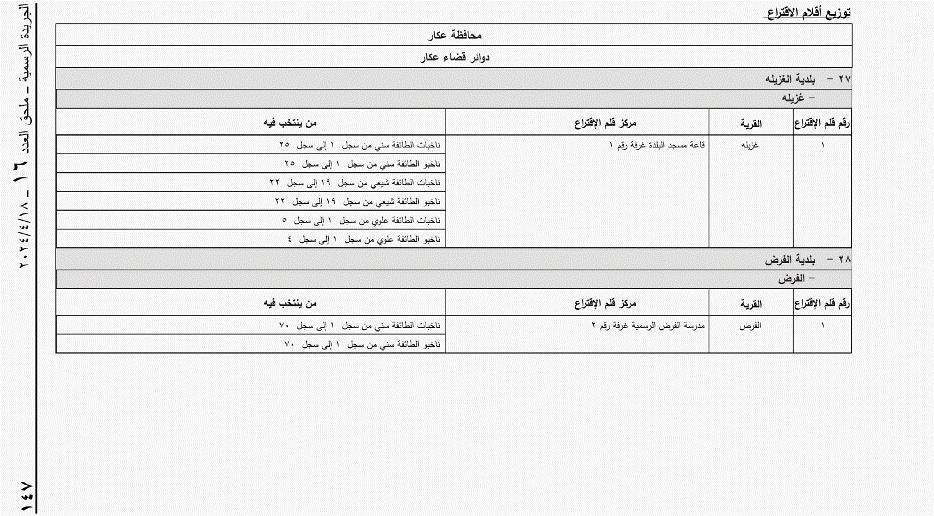 توزيع أقلام الاقتراع
محافظة عكار
دوائر قضاء عكار
٢٧ - بلدية الغزيله
- غزيله
رقم قلم الإقتراع القرية مركز قلم الإقتراع من ينتخب فيه
١ غزيله قاعة مسجد البلدة غرفة رقم ١ ناخبات الطائفة سني من سجل ١ إلى سجل ٢٥
ناخبو الطائفة سني من سجل ١ إلى سجل ٢٥
ناخبات الطائفة شيعي من سجل ١٩ إلى سجل ٢٢
ناخبو الطائفة شيعي من سجل ١٩ إلى سجل ٢٢
ناخبات الطائفة علوي من سجل ١ إلى سجل ٥
ناخبو الطائفة علوي من سجل ١ إلى سجل ٤
٢٨ - بلدية الفرض
- الفرض
رقم قلم الإقتراع القرية مركز قلم الإقتراع من ينتخب فيه
١ الفرض مدرسة الفرض الرسمية غرفة رقم ٢ ناخبات الطائفة سني من سجل ١ إلى سجل ٧٠
ناخبو الطائفة سني من سجل ١ إلى سجل ٧٠
الجريدة الرسمية – ملحق العدد ١٦ – ٢٠٢٤/٤/١٨
١٤٧